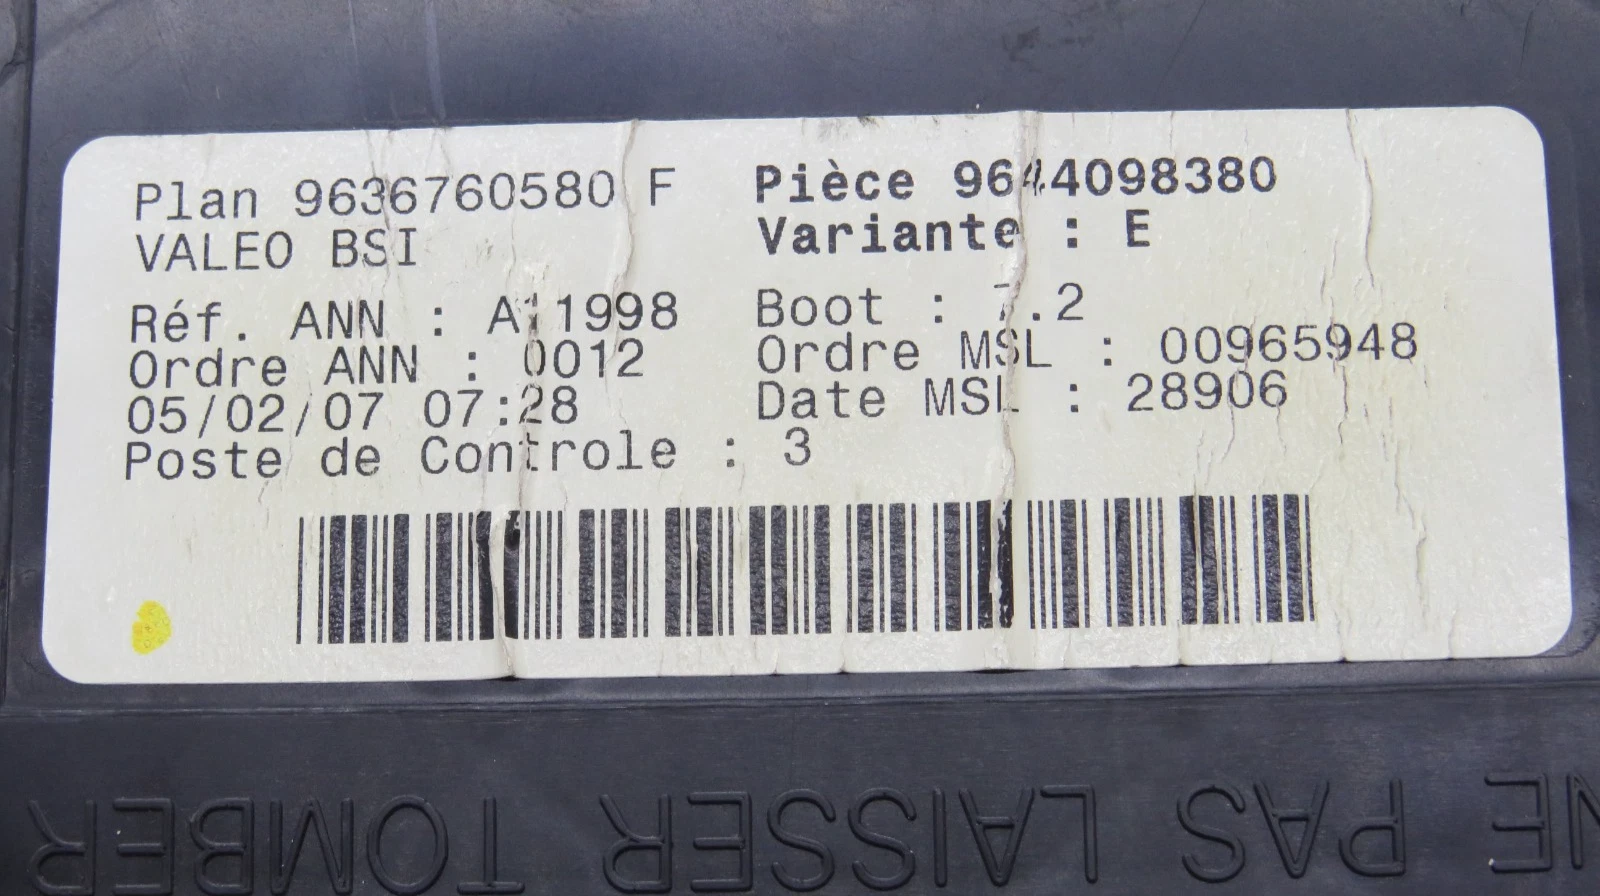 Plan 9636760580 F
VALEO BSI
Pièce 9644098380
Variante : E
Réf. ANN : A11998
Ordre ANN : 0012
05/02/07 07:28
Poste de Controle : 3
Boot : 7.2
Ordre MSL : 00965948
Date MSL : 28906
NE PAS LAISSER TOMBER